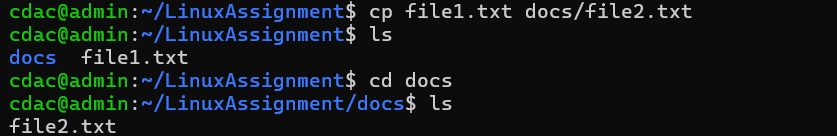 cdac@admin:~/LinuxAssignment$ cp file1.txt docs/file2.txt
cdac@admin:~/LinuxAssignment$ ls
docs  file1.txt
cdac@admin:~/LinuxAssignment$ cd docs
cdac@admin:~/LinuxAssignment/docs$ ls
file2.txt